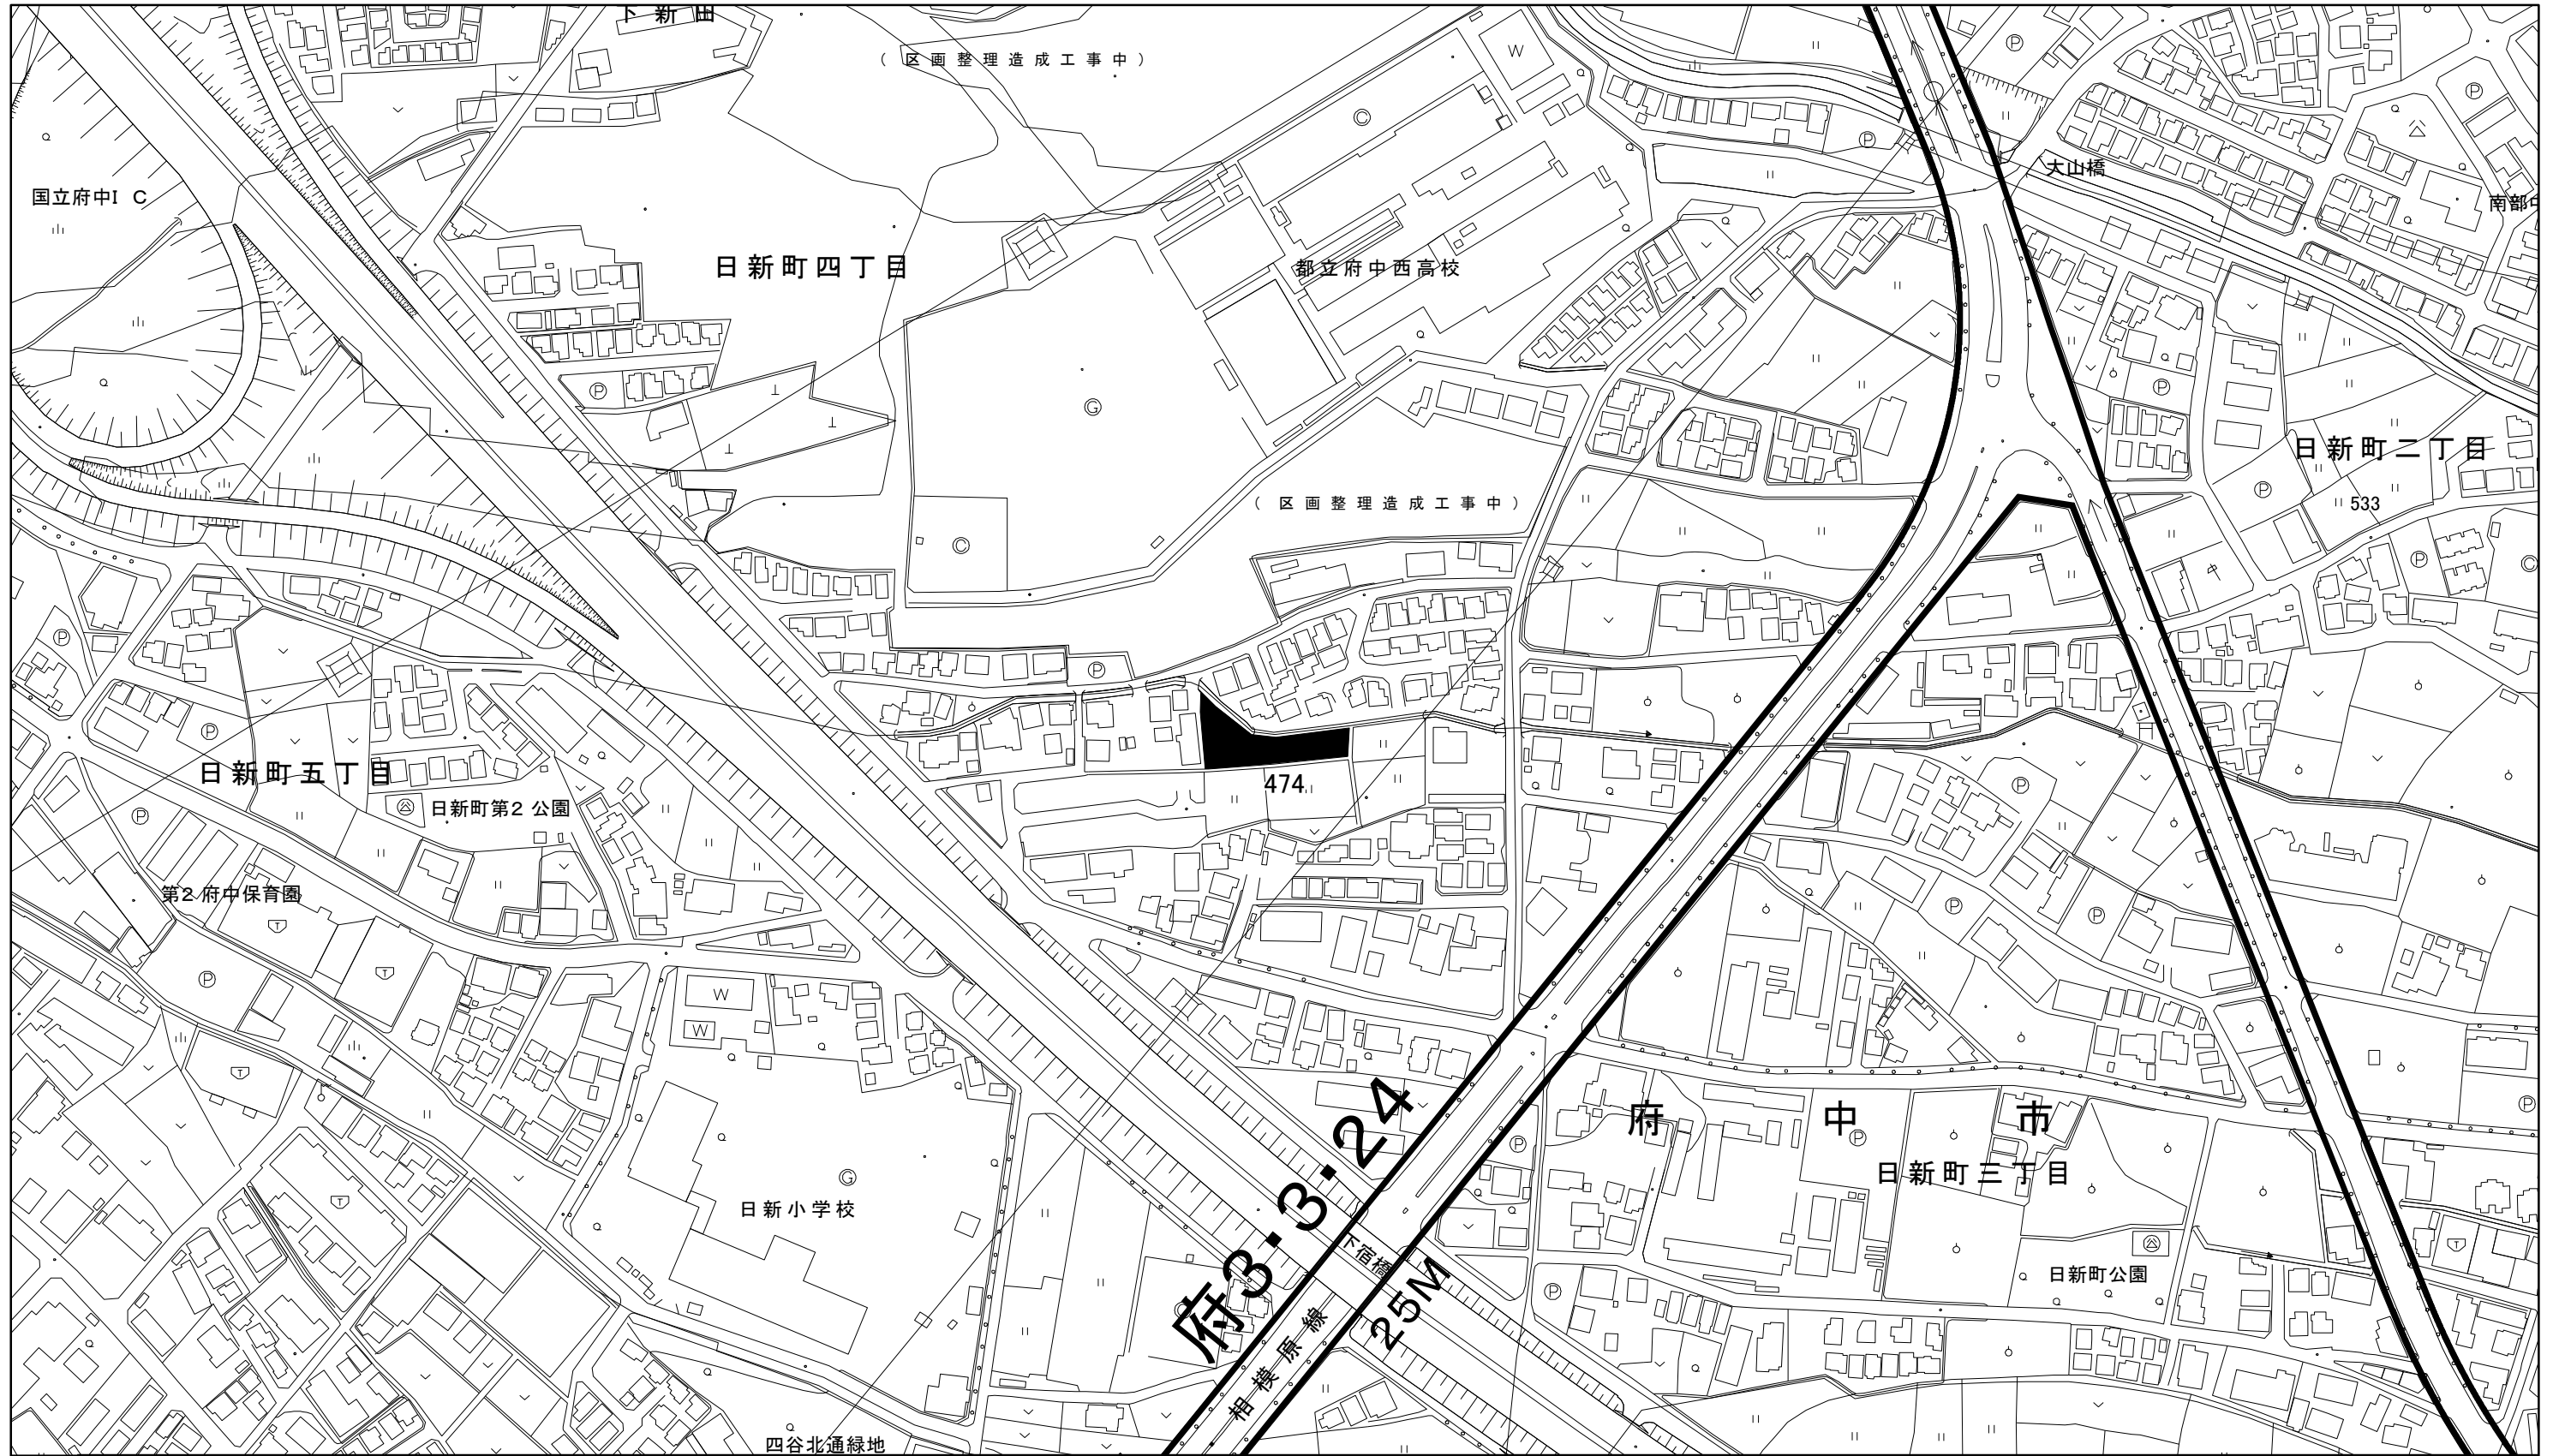 下新田
（区画整理造成工事中）
W
国立府中I C
大山橋
南部中
日新町四丁目
都立府中西高校
日新町二丁目
（区画整理造成工事中）
533
474
日新町五丁目
日新町第2 公園
第2 府中保育園
W
W
府3・3・24
府中市
日新町三丁目
日新小学校
下宿橋
25M
日新町公園
相模原線
四谷北通緑地